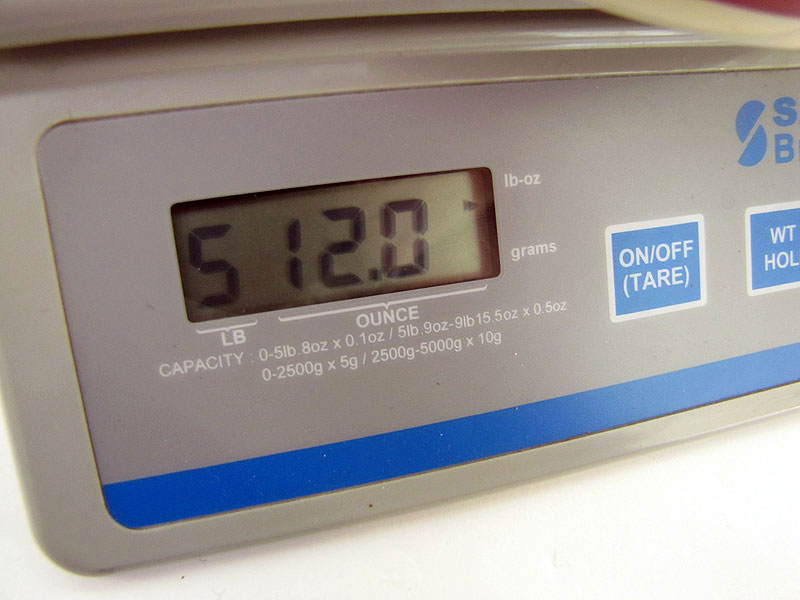 lb-oz
5 12.0
grams
LB
OUNCE
CAPACITY : 0-5lb.8oz x 0.1oz / 5lb.9oz-9lb15.5oz x 0.5oz
0-2500g x 5g / 2500g-5000g x 10g
ON/OFF
(TARE)
WT